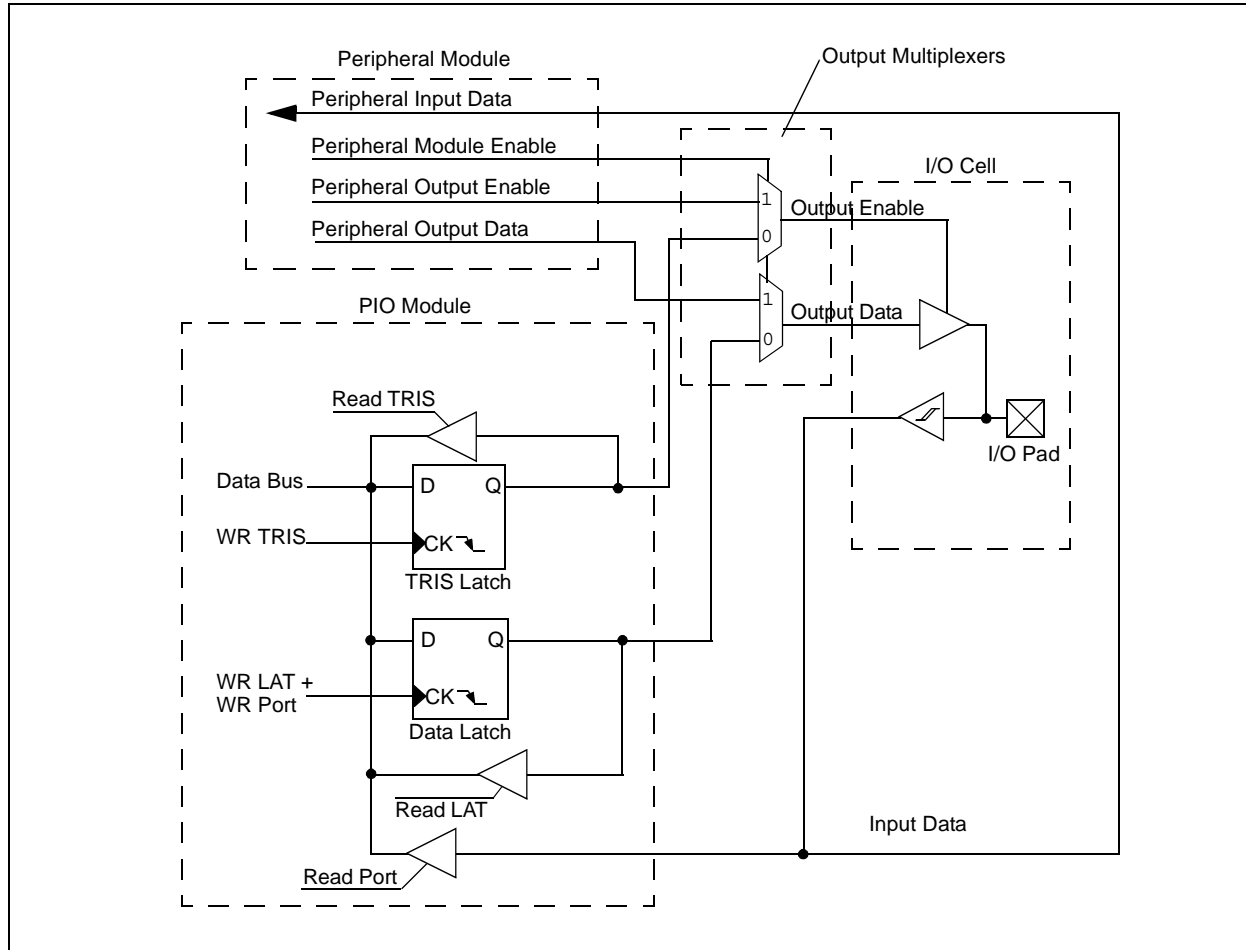 Peripheral Module
Output Multiplexers
Peripheral Input Data
Peripheral Module Enable
I/O Cell
Peripheral Output Enable
1
Output Enable
Peripheral Output Data
0
PIO Module
1
Output Data
0
Read TRIS
I/O Pad
Data Bus
D
Q
WR TRIS
CK
TRIS Latch
D
Q
WR LAT +
WR Port
CK
Data Latch
Read LAT
Input Data
Read Port